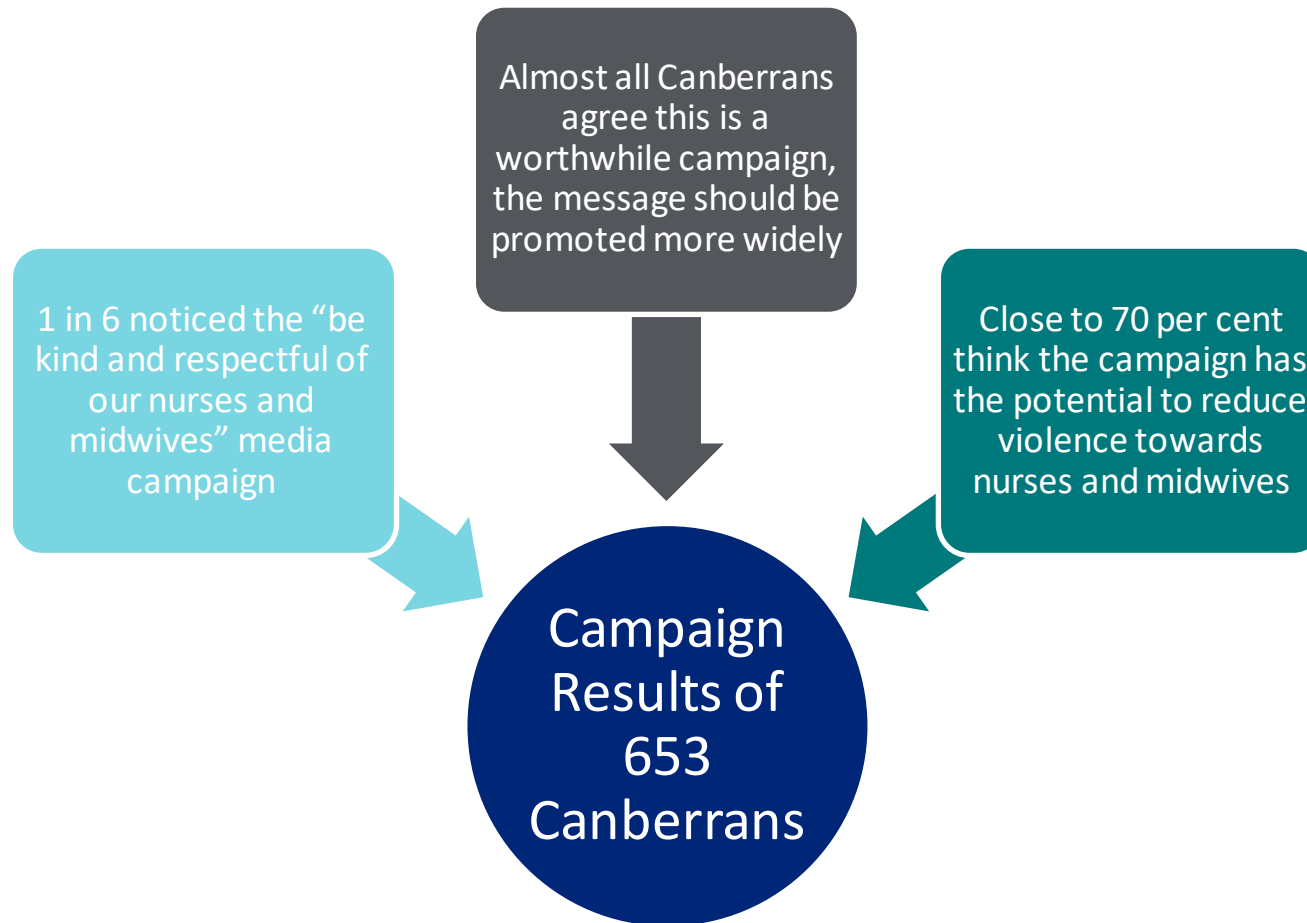 Almost all Canberrans
agree this is a
worthwhile campaign,
the message should be
promoted more widely
1 in 6 noticed the “be
kind and respectful of
our nurses and
midwives” media
campaign
Close to 70 per cent
think the campaign has
the potential to reduce
violence towards
nurses and midwives
Campaign
Results of
653
Canberrans